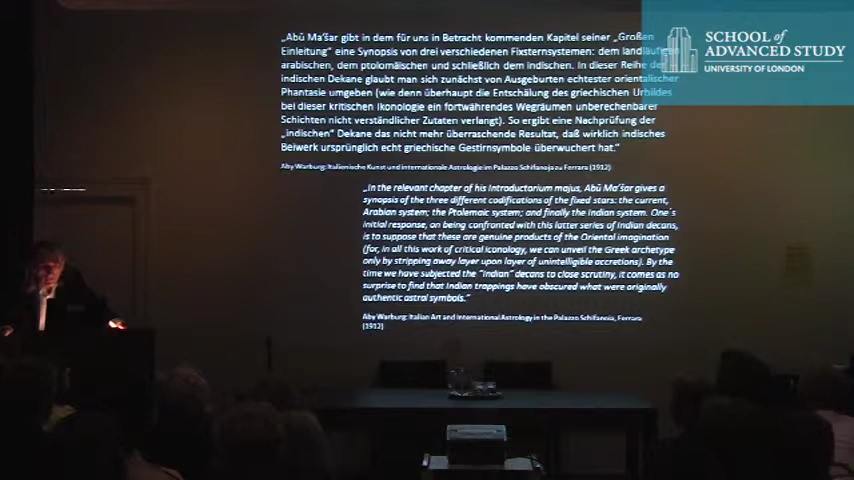 „Abū Ma‘šar gibt in dem für uns in Betracht kommenden Kapitel seiner „Großen
Einleitung“ eine Synopsis von drei verschiedenen Fixsternsystemen: dem landläufigen
arabischen, dem ptolomäischen und schließlich dem indischen. In dieser Reihe der
indischen Dekane glaubt man sich zunächst von Ausgeburten echtester orientalischer
Phantasie umgeben (wie denn überhaupt die Entschälung des griechischen Urbildes
bei dieser kritischen Ikonologie ein fortwährendes Wegräumen unberechenbarer
Schichten nicht verständlicher Zutaten verlangt). So ergibt eine Nachprüfung der
„indischen“ Dekane das nicht mehr überraschende Resultat, daß wirklich indisches
Beiwerk ursprünglich echt griechische Gestirnsymbole überwuchert hat.“
Aby Warburg: Italienische Kunst und internationale Astrologie im Palazzo Schifanoja zu Ferrara (1912)
„In the relevant chapter of his Introductorium majus, Abū Ma‘šar gives a
synopsis of the three different codifications of the fixed stars: the current,
Arabian system; the Ptolemaic system; and finally the Indian system. One´s
initial response, on being confronted with this latter series of Indian decans,
is to suppose that these are genuine products of the Oriental imagination
(for, in all this work of critical iconology, we can unveil the Greek archetype
only by stripping away layer upon layer of unintelligible accretions). By the
time we have subjected the “Indian” decans to close scrutiny, it comes as no
surprise to find that Indian trappings have obscured what were originally
authentic astral symbols.“
Aby Warburg: Italian Art and International Astrology in the Palazzo Schifanoia, Ferrara
(1912)
SCHOOL of
ADVANCED STUDY
UNIVERSITY OF LONDON